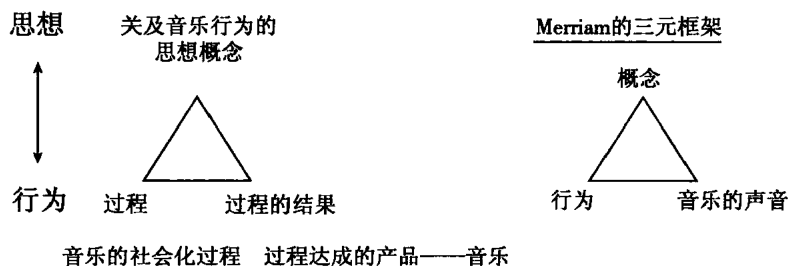 思想
关及音乐行为的
思想概念
Merriam的三元框架
概念
行为
过程
过程的结果
行为
音乐的声音
音乐的社会化过程 过程达成的产品——音乐